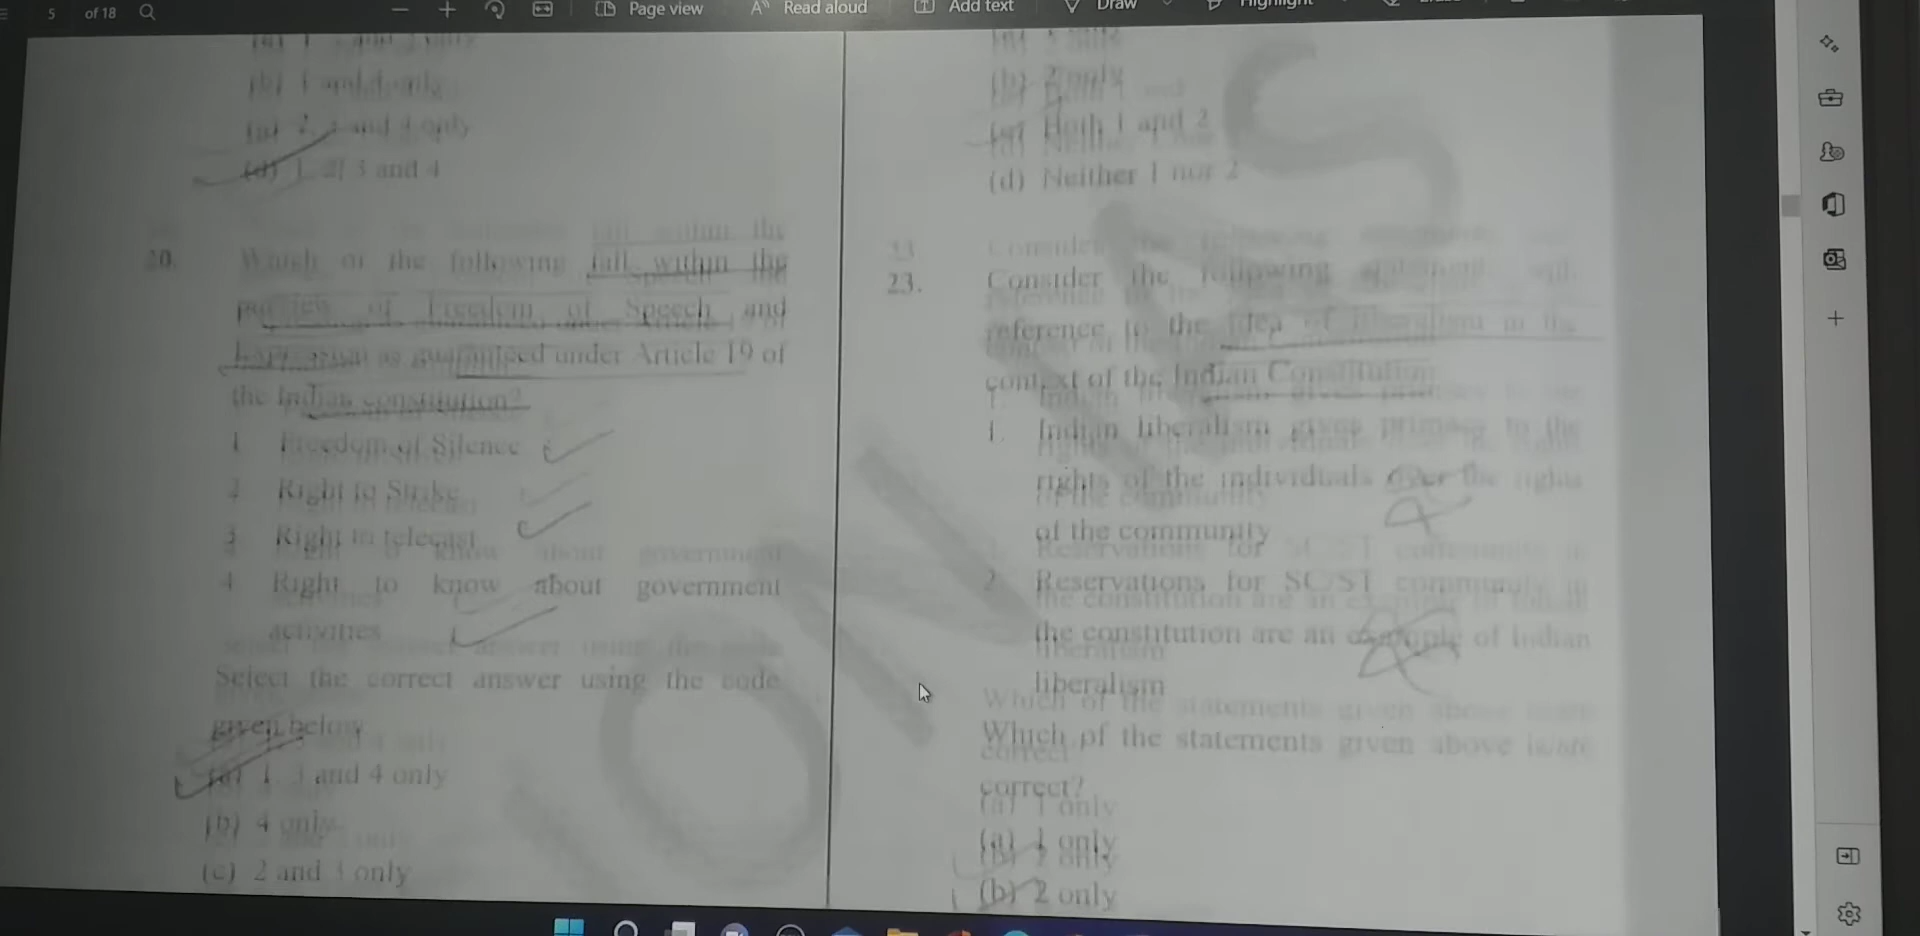 5 of 18
Page view
Read aloud
Add text
Draw
Highlight
(b) 1 and 4 only
(a) 2, 3 and 4 only
(d) 1, 2, 3 and 4
20. Which of the following fall within the
of Freedom of Speech and
as guaranteed under Article 19 of
the Indian constitution?
1 Freedom of Silence
2 Right to Strike
3 Right to telecast
4 Right to know about government
activities
Select the correct answer using the code
given below
(a) 1, 3 and 4 only
(b) 4 only
(c) 2 and 3 only
(b) 2 only
Both 1 and 2
(d) Neither 1 nor 2
23. Consider the following with
reference to the idea of liberalism in the
context of the Indian Constitution
1. Indian liberalism gives primacy to the
rights of the individuals over the rights
of the community
2 Reservations for SC/ST community in
the constitution are an example of Indian
liberalism
Which of the statements given above is/are
correct?
(a) 1 only
(b) 2 only